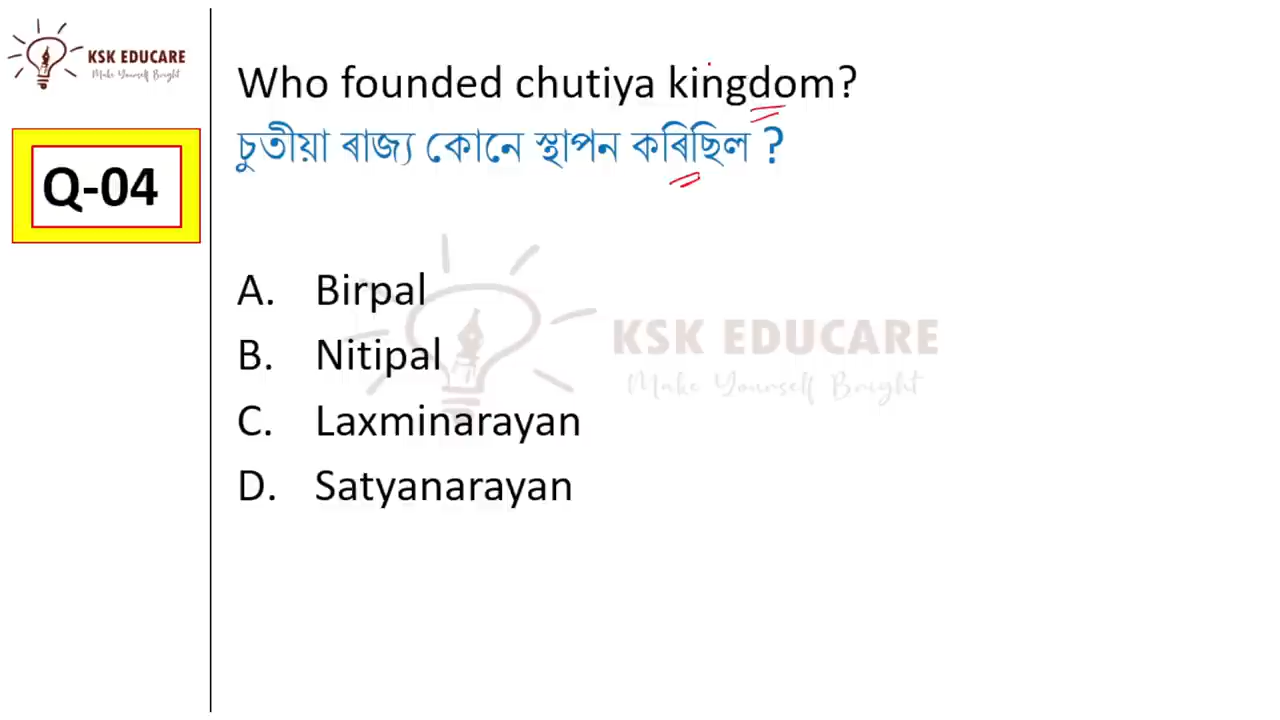 KSK EDUCARE
Make Yourself Bright
Who founded chutiya kingdom?
চুতীয়া ৰাজ্য কোনে স্থাপন কৰিছিল ?
Q-04
A. Birpal
B. Nitipal
C. Laxminarayan
D. Satyanarayan
KSK EDUCARE
Make Yourself Bright